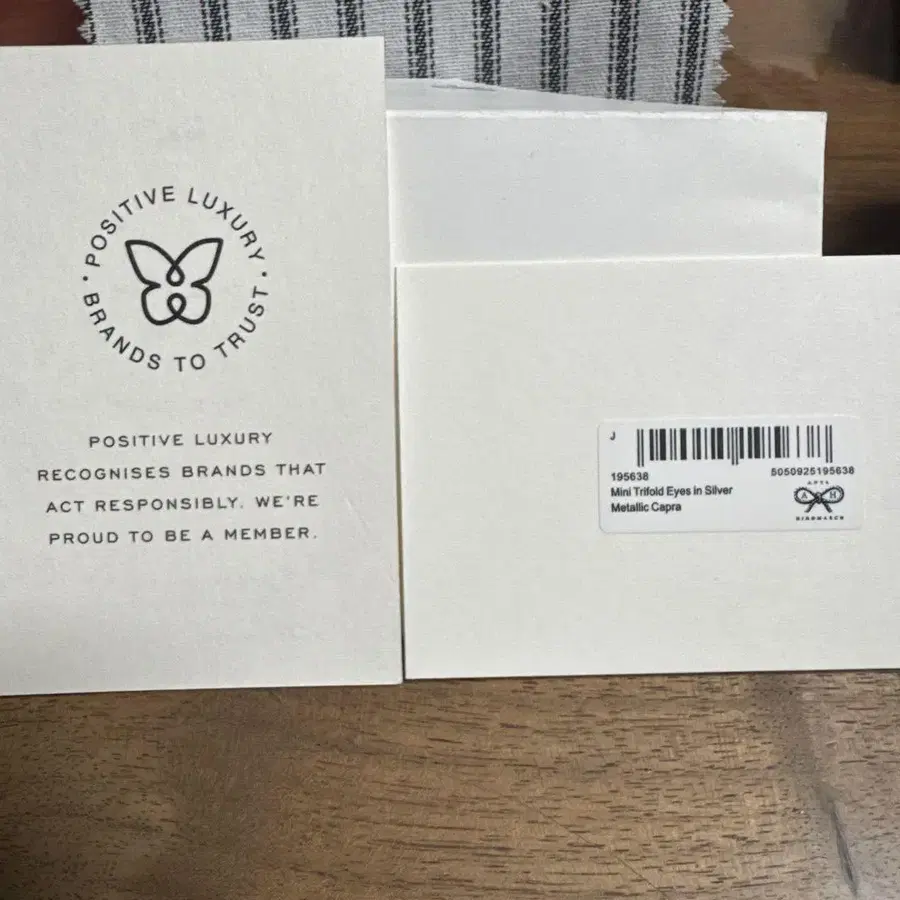 · POSITIVE LUXURY ·
BRANDS TO TRUST
POSITIVE LUXURY
RECOGNISES BRANDS THAT
ACT RESPONSIBLY. WE'RE
PROUD TO BE A MEMBER.
J
195638
5050925195638
Mini Trifold Eyes in Silver
Metallic Capra
ANYA
A H
HINDMARCH